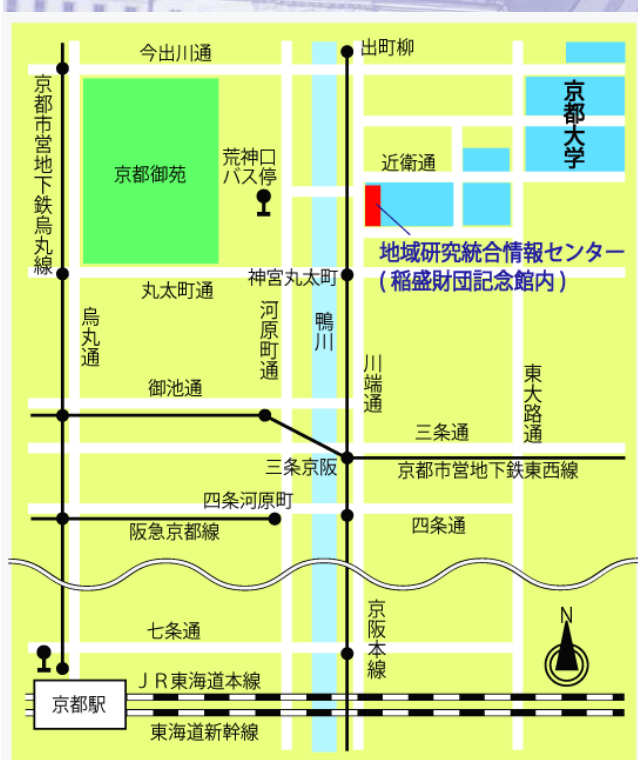 今出川通
出町柳
京都市営地下鉄烏丸線
京都大学
京都御苑
荒神口
バス停
近衛通
地域研究統合情報センター
(稲盛財団記念館内)
神宮丸太町
丸太町通
烏丸通
河原町通
鴨川
川端通
東大路通
御池通
三条通
三条京阪
京都市営地下鉄東西線
四条河原町
阪急京都線
四条通
七条通
京阪本線
N
JR東海道本線
京都駅
東海道新幹線